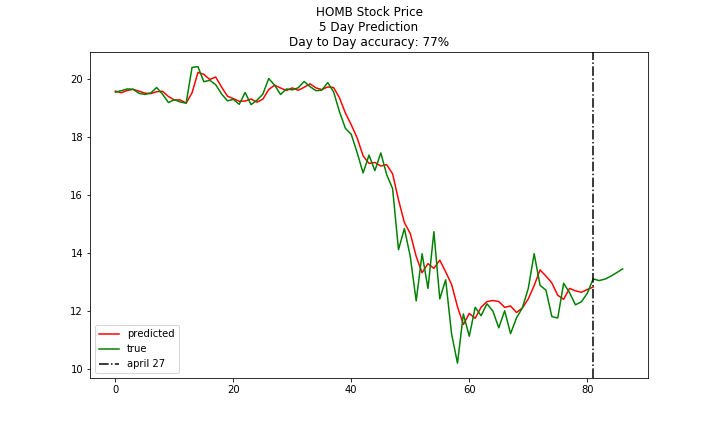 HOMB Stock Price
5 Day Prediction
Day to Day accuracy: 77%
20
18
16
14
12
10
predicted
true
april 27
0
20
40
60
80